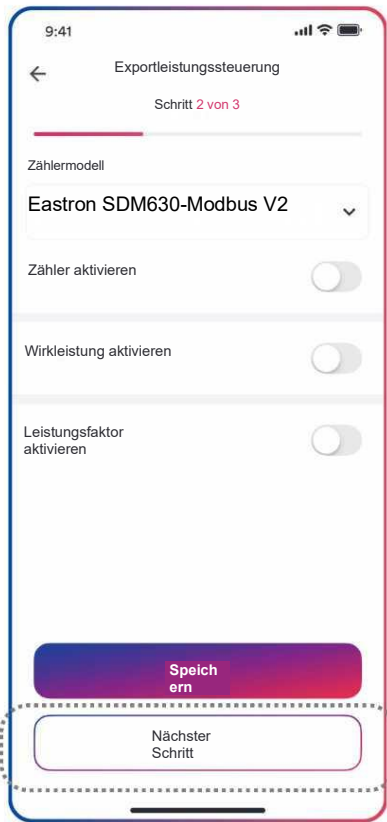 9:41
Exportleistungssteuerung
Schritt 2 von 3
Zählermodell
Eastron SDM630-Modbus V2
Zähler aktivieren
Wirkleistung aktivieren
Leistungsfaktor
aktivieren
Speich
ern
Nächster
Schritt